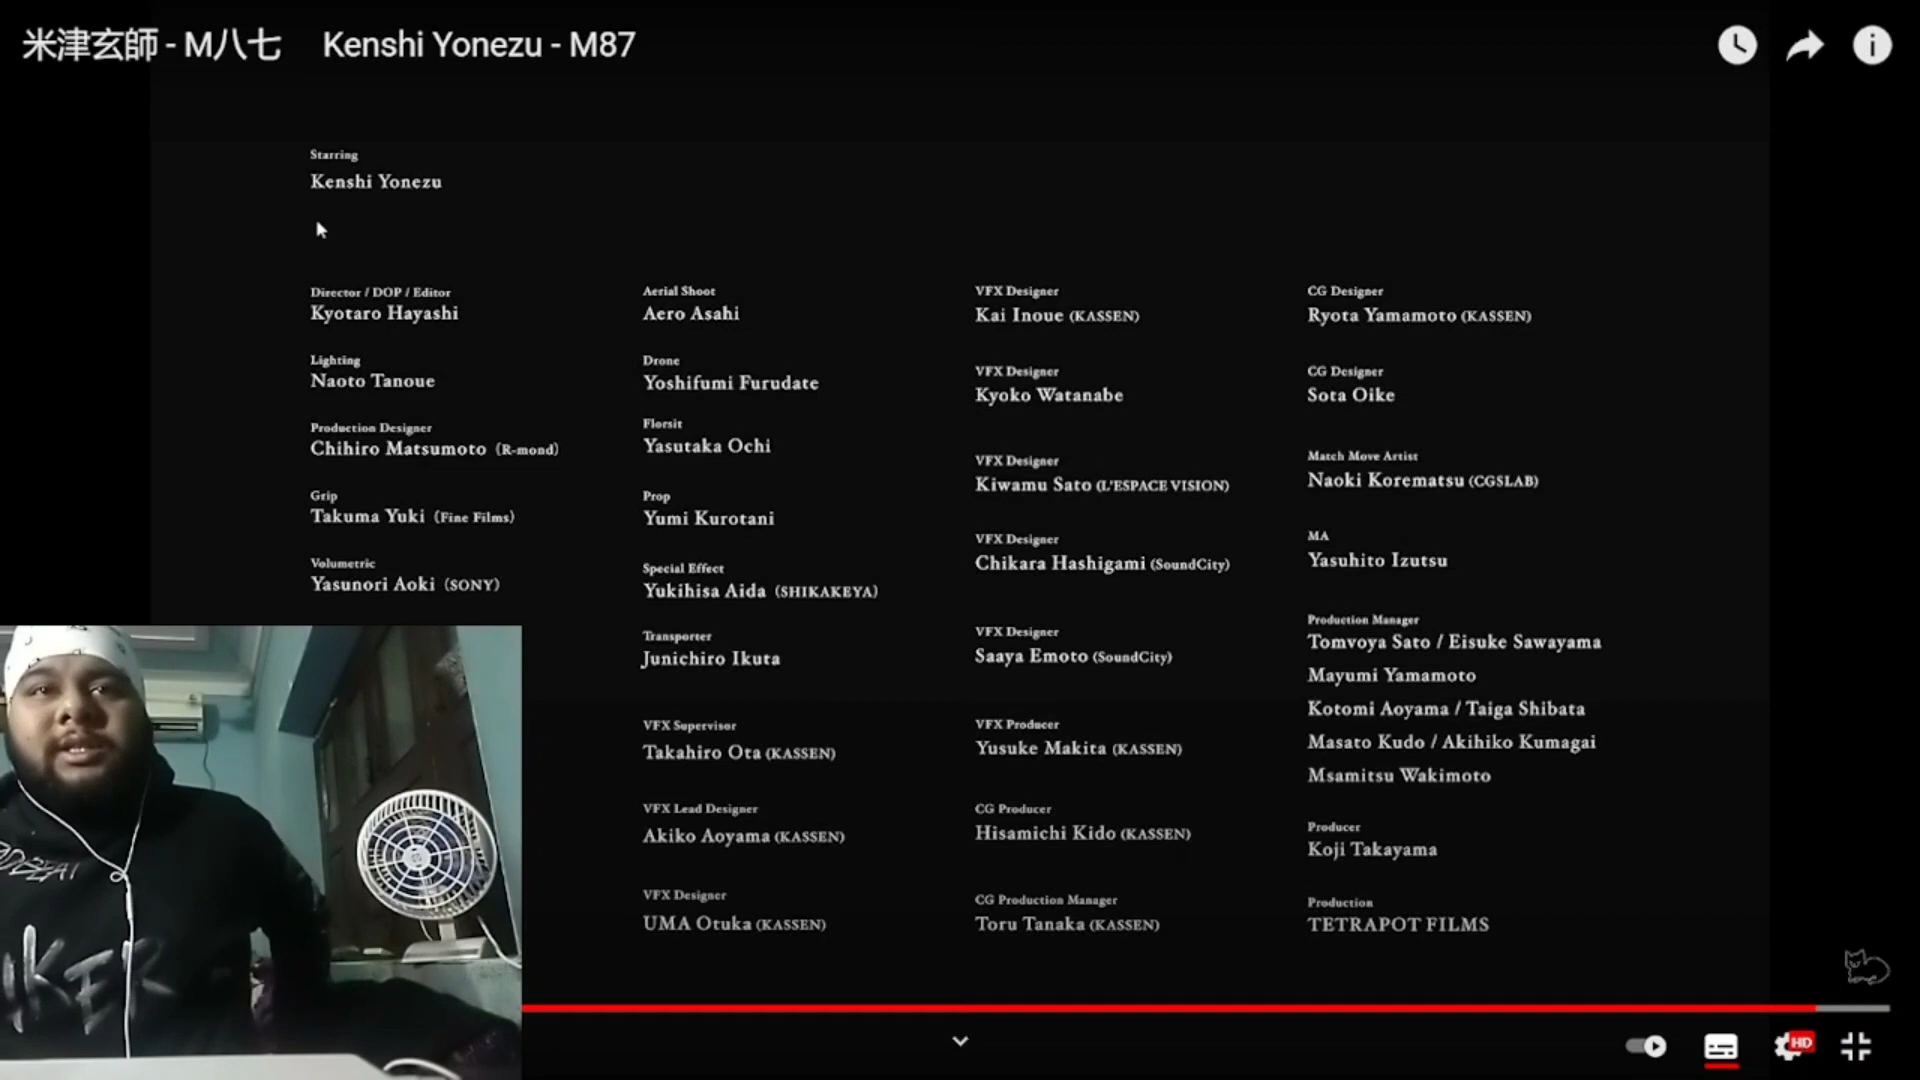 米津玄師 - M八七 Kenshi Yonezu - M87
Starring
Kenshi Yonezu
Director / DOP / Editor
Kyotaro Hayashi
Lighting
Naoto Tanoue
Production Designer
Chihiro Matsumoto (R-mond)
Grip
Takuma Yuki (Fine Films)
Volumetric
Yasunori Aoki (SONY)
Aerial Shoot
Aero Asahi
Drone
Yoshifumi Furudate
Florsit
Yasutaka Ochi
Prop
Yumi Kurotani
Special Effect
Yukihisa Aida (SHIKAKEYA)
Transporter
Junichiro Ikuta
VFX Supervisor
Takahiro Ota (KASSEN)
VFX Lead Designer
Akiko Aoyama (KASSEN)
VFX Designer
UMA Otuka (KASSEN)
VFX Designer
Kai Inoue (KASSEN)
VFX Designer
Kyoko Watanabe
VFX Designer
Kiwamu Sato (L'ESPACE VISION)
VFX Designer
Chikara Hashigami (SoundCity)
VFX Designer
Saaya Emoto (SoundCity)
VFX Producer
Yusuke Makita (KASSEN)
CG Producer
Hisamichi Kido (KASSEN)
CG Production Manager
Toru Tanaka (KASSEN)
CG Designer
Ryota Yamamoto (KASSEN)
CG Designer
Sota Oike
Match Move Artist
Naoki Korematsu (CGSLAB)
MA
Yasuhito Izutsu
Production Manager
Tomvoya Sato / Eisuke Sawayama
Mayumi Yamamoto
Kotomi Aoyama / Taiga Shibata
Masato Kudo / Akihiko Kumagai
Msamitsu Wakimoto
Producer
Koji Takayama
Production
TETRAPOT FILMS
HD